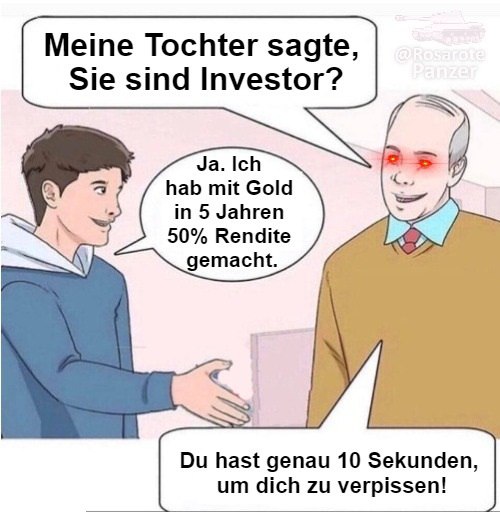 Meine Tochter sagte,
Sie sind Investor?
@Rosarote
Panzer
Ja. Ich
hab mit Gold
in 5 Jahren
50% Rendite
gemacht.
Du hast genau 10 Sekunden,
um dich zu verpissen!